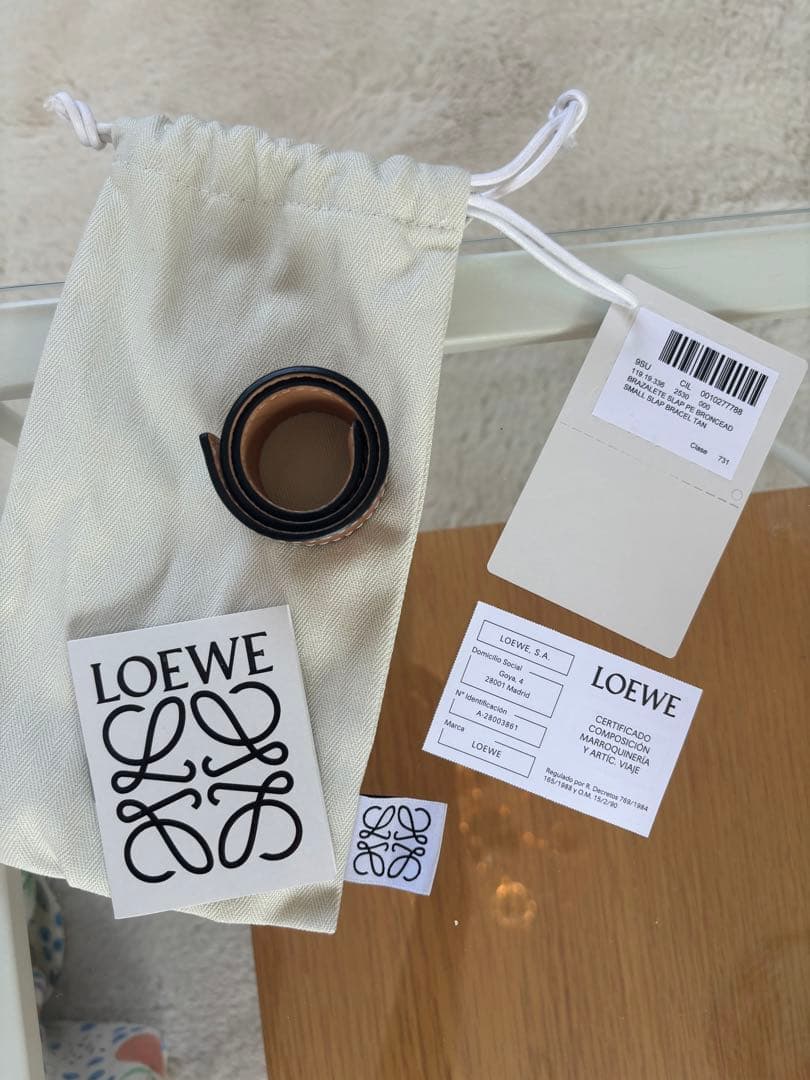 9SU CIL 0010277788
119 19 336 2530 000
BRAZALETE SLAP PE BRONCEAD
SMALL SLAP BRACEL TAN
Clase 731
LOEWE
LOEWE, S.A.
Domicilio Social
Goya, 4
28001 Madrid
Nº Identificación
A-28003861
Marca
LOEWE
LOEWE
CERTIFICADO
COMPOSICIÓN
MARROQUINERÍA
Y ARTÍC. VIAJE
Regulado por R. Decretos 769/1984
165/1988 y O.M. 15/2/90